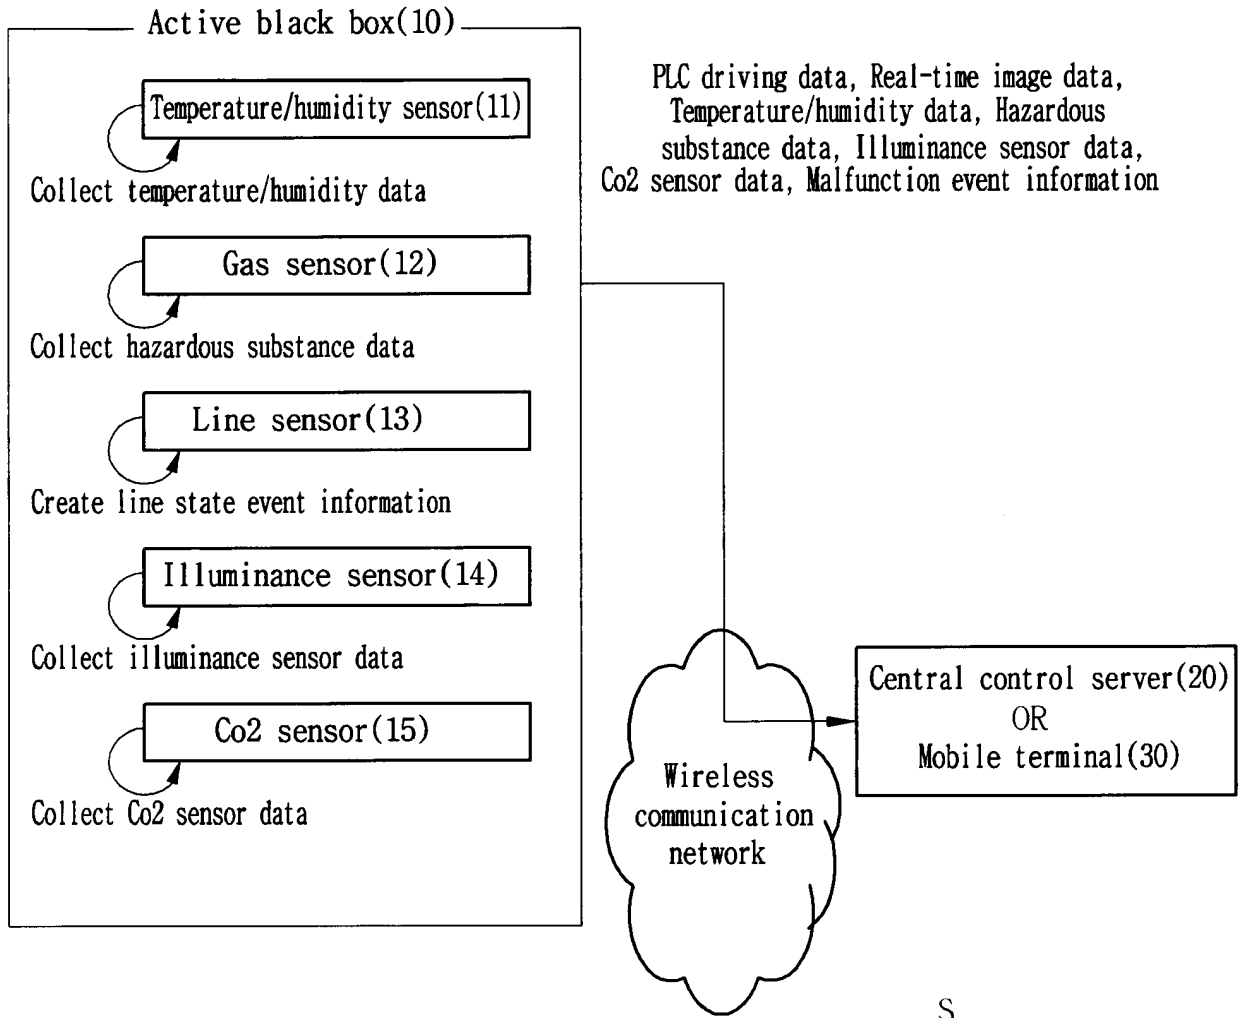 Active black box(10)
Temperature/humidity sensor(11)
Collect temperature/humidity data
Gas sensor(12)
Collect hazardous substance data
Line sensor(13)
Create line state event information
Illuminance sensor(14)
Collect illuminance sensor data
Co2 sensor(15)
Collect Co2 sensor data
PLC driving data, Real-time image data,
Temperature/humidity data, Hazardous
substance data, Illuminance sensor data,
Co2 sensor data, Malfunction event information
Wireless
communication
network
Central control server(20)
OR
Mobile terminal(30)
S